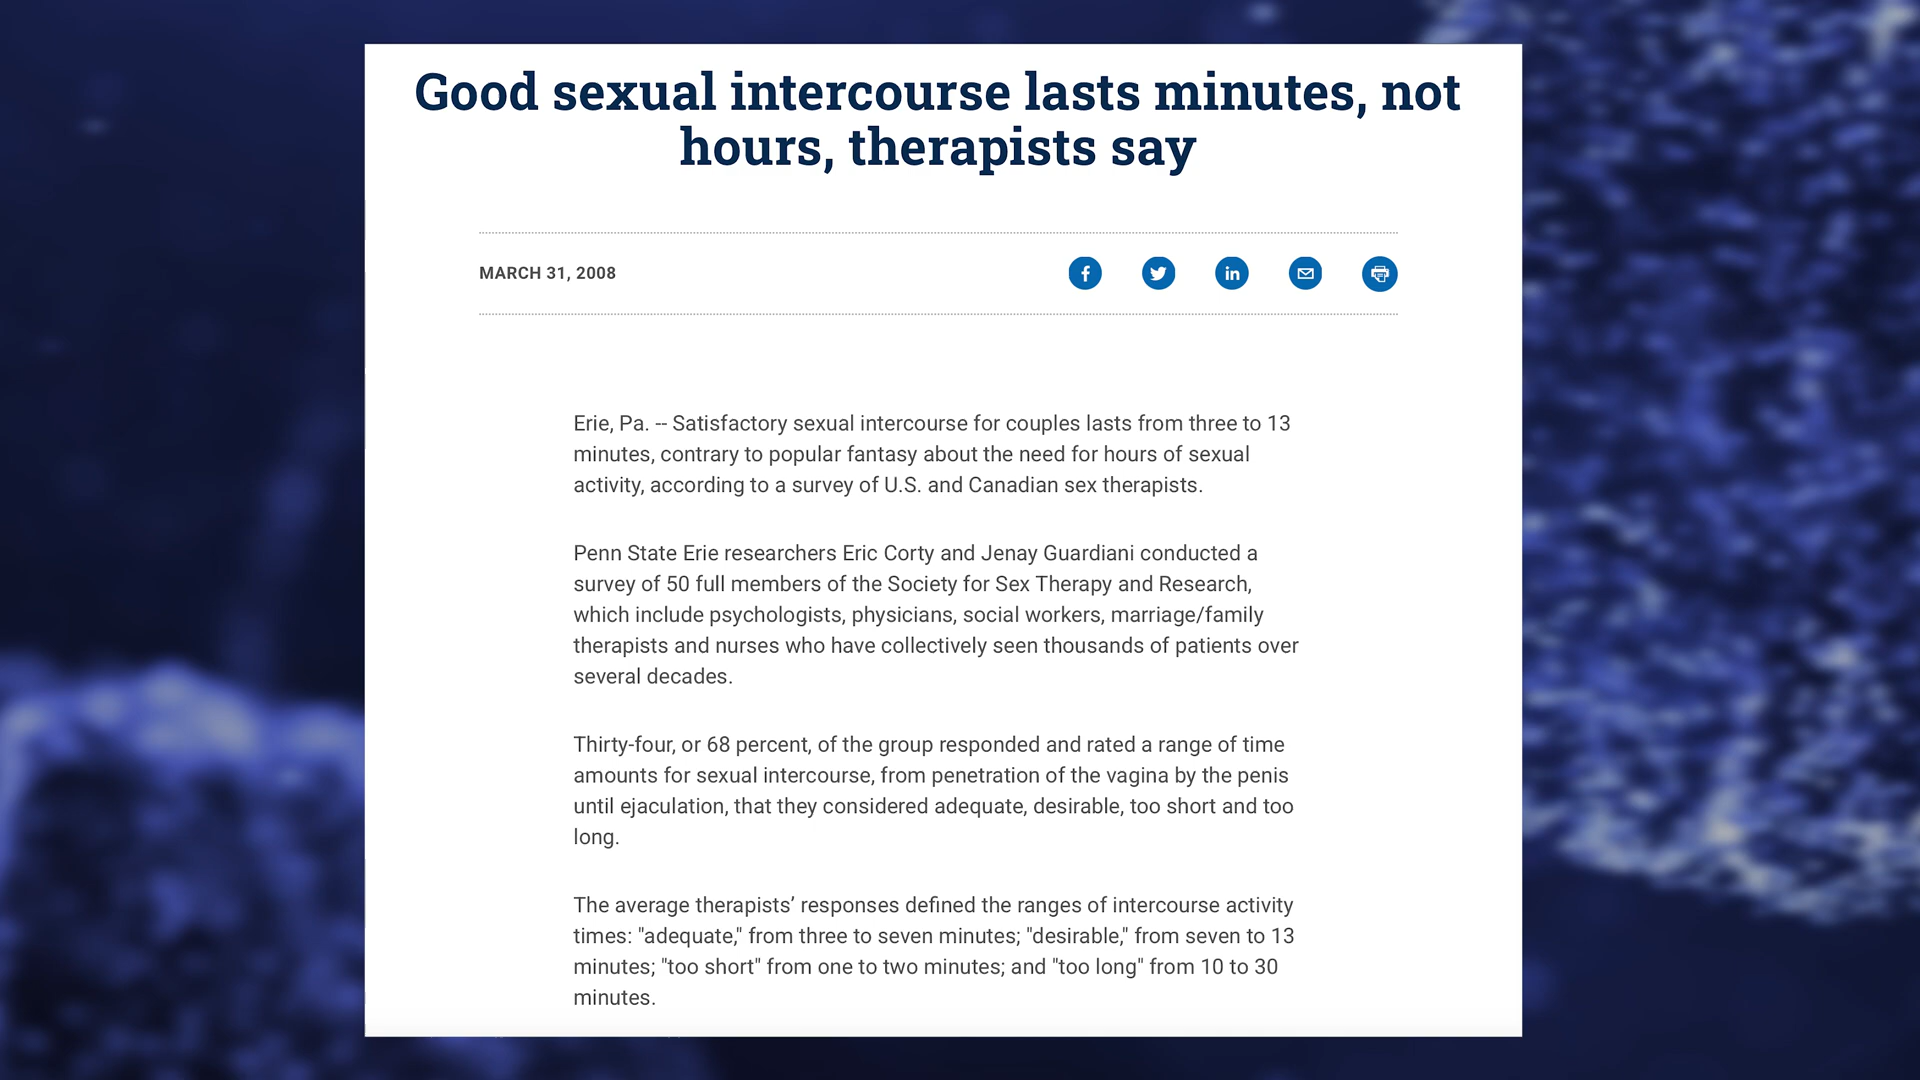 Good sexual intercourse lasts minutes, not
hours, therapists say
MARCH 31, 2008
Erie, Pa. -- Satisfactory sexual intercourse for couples lasts from three to 13
minutes, contrary to popular fantasy about the need for hours of sexual
activity, according to a survey of U.S. and Canadian sex therapists.
Penn State Erie researchers Eric Corty and Jenay Guardiani conducted a
survey of 50 full members of the Society for Sex Therapy and Research,
which include psychologists, physicians, social workers, marriage/family
therapists and nurses who have collectively seen thousands of patients over
several decades.
Thirty-four, or 68 percent, of the group responded and rated a range of time
amounts for sexual intercourse, from penetration of the vagina by the penis
until ejaculation, that they considered adequate, desirable, too short and too
long.
The average therapists’ responses defined the ranges of intercourse activity
times: "adequate," from three to seven minutes; "desirable," from seven to 13
minutes; "too short" from one to two minutes; and "too long" from 10 to 30
minutes.